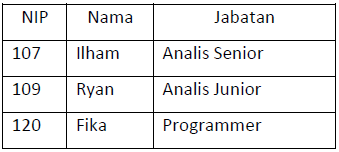 NIP Nama Jabatan
107 Ilham Analis Senior
109 Ryan Analis Junior
120 Fika Programmer